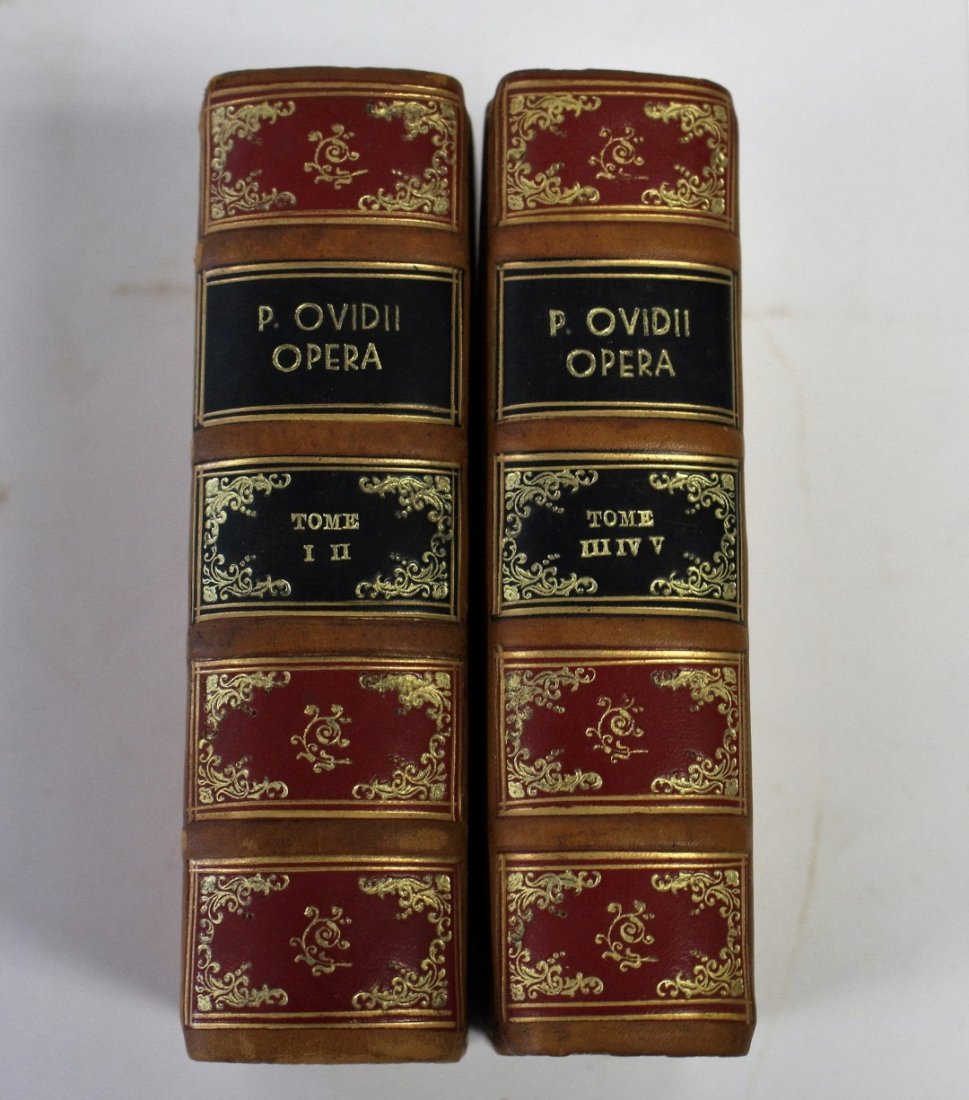 P. OVIDII
OPERA
TOME
I II
P. OVIDII
OPERA
TOME
III IV V